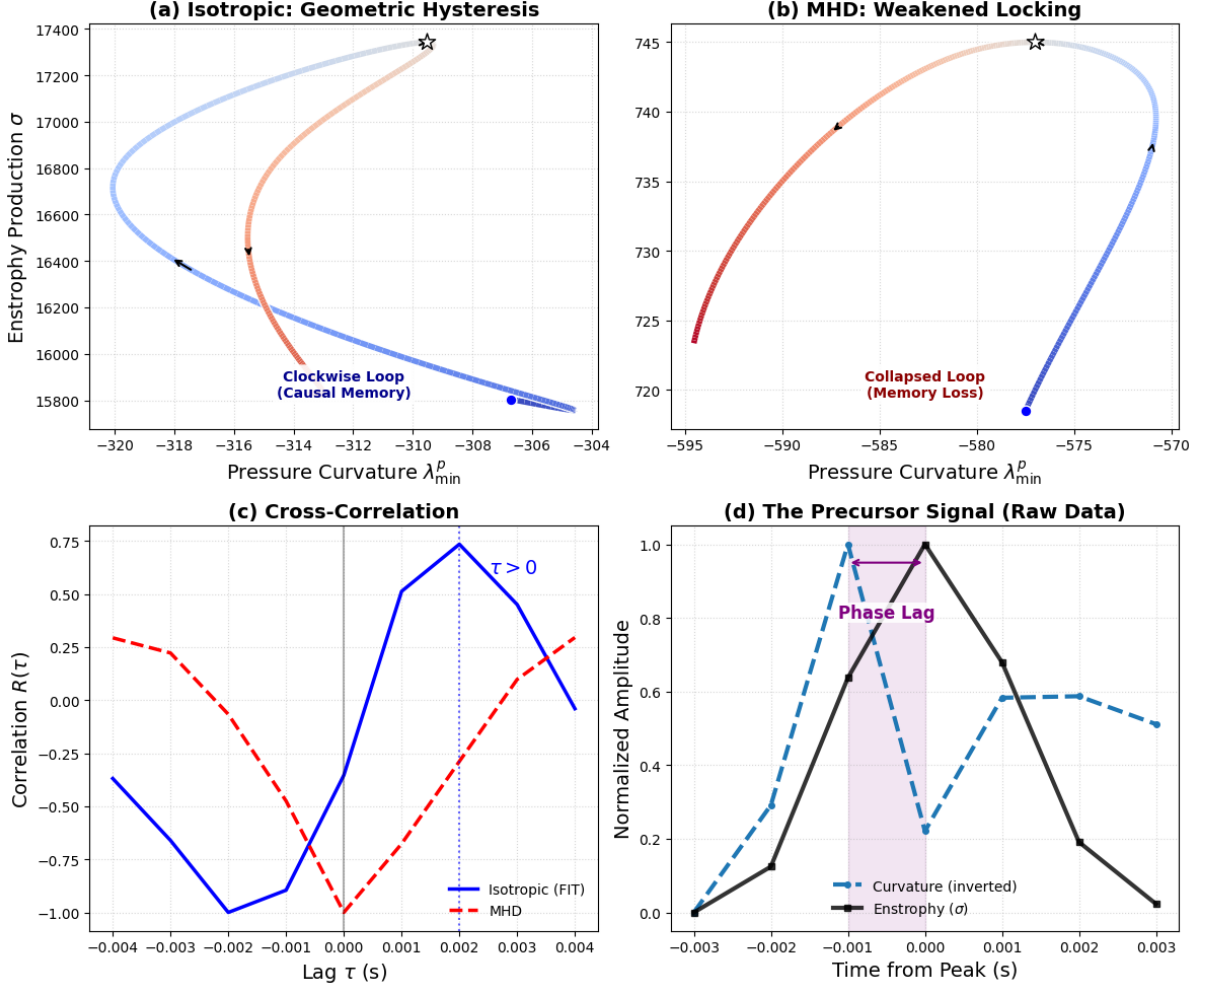 (a) Isotropic: Geometric Hysteresis
17400
17200
17000
16800
16600
16400
16200
16000
15800
Enstrophy Production σ
Clockwise Loop
(Causal Memory)
−320
−318
−316
−314
−312
−310
−308
−306
−304
Pressure Curvature λ^p_min
(b) MHD: Weakened Locking
745
740
735
730
725
720
Collapsed Loop
(Memory Loss)
−595
−590
−585
−580
−575
−570
Pressure Curvature λ^p_min
(c) Cross-Correlation
0.75
0.50
0.25
0.00
−0.25
−0.50
−0.75
−1.00
Correlation R(τ)
τ > 0
Isotropic (FIT)
MHD
−0.004
−0.003
−0.002
−0.001
0.000
0.001
0.002
0.003
0.004
Lag τ (s)
(d) The Precursor Signal (Raw Data)
1.0
0.8
0.6
0.4
0.2
0.0
Normalized Amplitude
Phase Lag
Curvature (inverted)
Enstrophy (σ)
−0.003
−0.002
−0.001
0.000
0.001
0.002
0.003
Time from Peak (s)